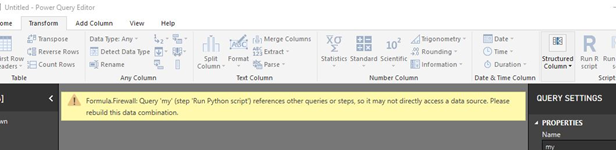 Untitled - Power Query Editor
Transform Add Column View Help
Transpose
Reverse Rows
Count Rows
Table
Data Type: Any
Detect Data Type
Rename
Any Column
Split Column
Format
Merge Columns
Extract
Parse
Text Column
Statistics
Standard
Scientific
10²
Trigonometry
Rounding
Information
Number Column
Date
Time
Duration
Date & Time Column
Structured Column
Run R
Run Python
Formula.Firewall: Query 'my' (step 'Run Python script') references other queries or steps, so it may not directly access a data source. Please
rebuild this data combination.
QUERY SETTINGS
PROPERTIES
Name
my